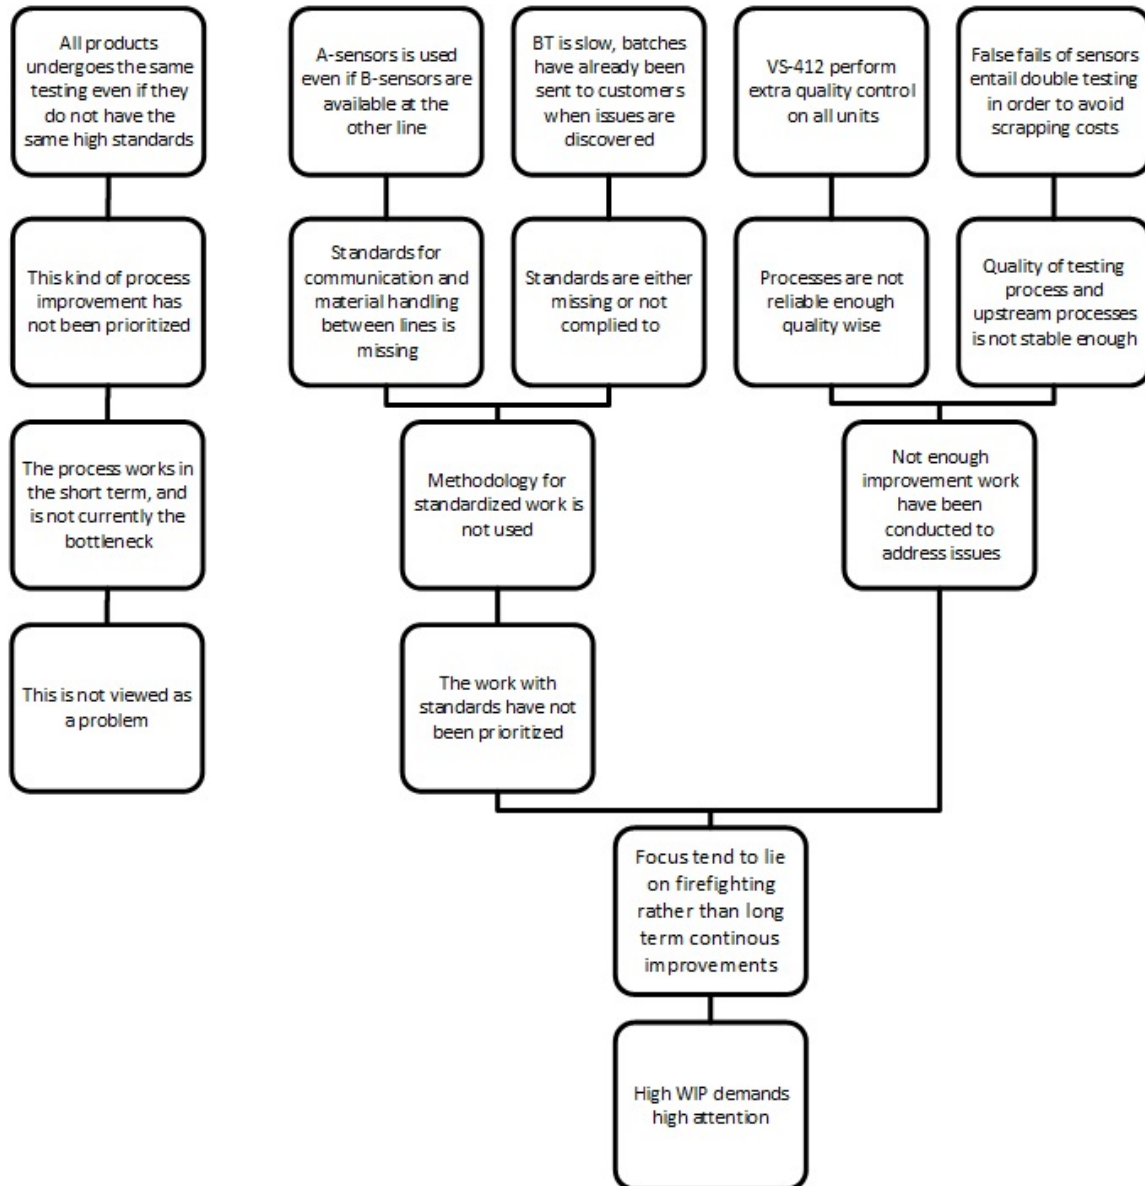 All products
undergoes the same
testing even if they
do not have the
same high standards
A-sensors is used
even if B-sensors are
available at the
other line
BT is slow, batches
have already been
sent to customers
when issues are
discovered
VS-412 perform
extra quality control
on all units
False fails of sensors
entail double testing
in order to avoid
scrapping costs
This kind of process
improvement has
not been prioritized
Standards for
communication and
material handling
between lines is
missing
Standards are either
missing or not
complied to
Processes are not
reliable enough
quality wise
Quality of testing
process and
upstream processes
is not stable enough
The process works in
the short term, and
is not currently the
bottleneck
Methodology for
standardized work is
not used
Not enough
improvement work
have been
conducted to
address issues
This is not viewed as
a problem
The work with
standards have not
been prioritized
Focus tend to lie
on firefighting
rather than long
term continous
improvements
High WIP demands
high attention